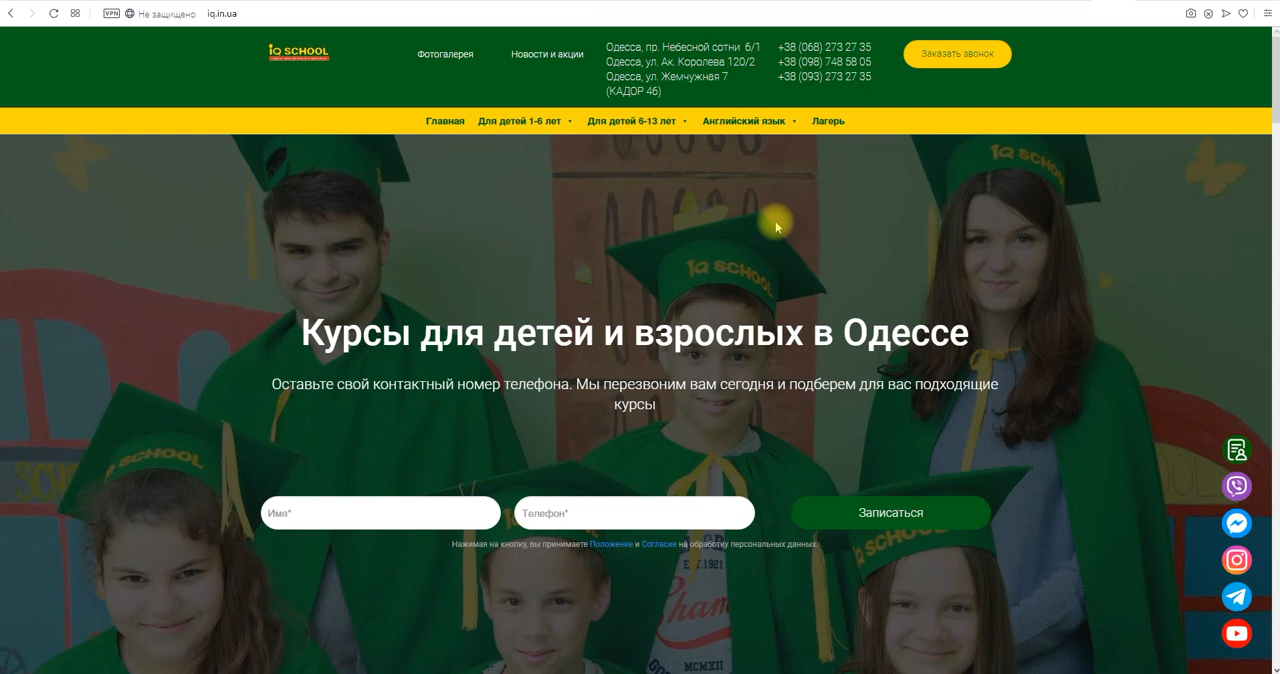 VPN
Не защищено
iq.in.ua
iQ SCHOOL
Фотогалерея
Новости и акции
Одесса, пр. Небесной сотни 6/1
Одесса, ул. Ак. Королева 120/2
Одесса, ул. Жемчужная 7
(КАДОР 46)
+38 (068) 273 27 35
+38 (098) 748 58 05
+38 (093) 273 27 35
Заказать звонок
Главная
Для детей 1-6 лет
Для детей 6-13 лет
Английский язык
Лагерь
iQ SCHOOL
iQ SCHOOL
Курсы для детей и взрослых в Одессе
Оставьте свой контактный номер телефона. Мы перезвоним вам сегодня и подберем для вас подходящие
курсы
SCHOOL
Имя*
Телефон*
Записаться
Нажимая на кнопку, вы принимаете Положение и Согласие на обработку персональных данных.
MCMXII